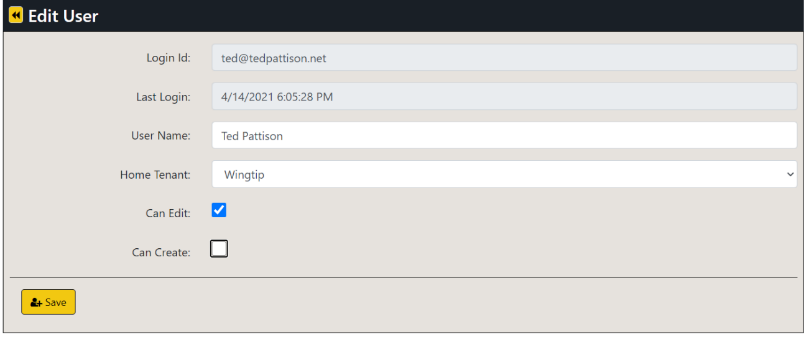 Edit User
Login Id: ted@tedpattison.net
Last Login: 4/14/2021 6:05:28 PM
User Name: Ted Pattison
Home Tenant: Wingtip
Can Edit:
Can Create:
Save